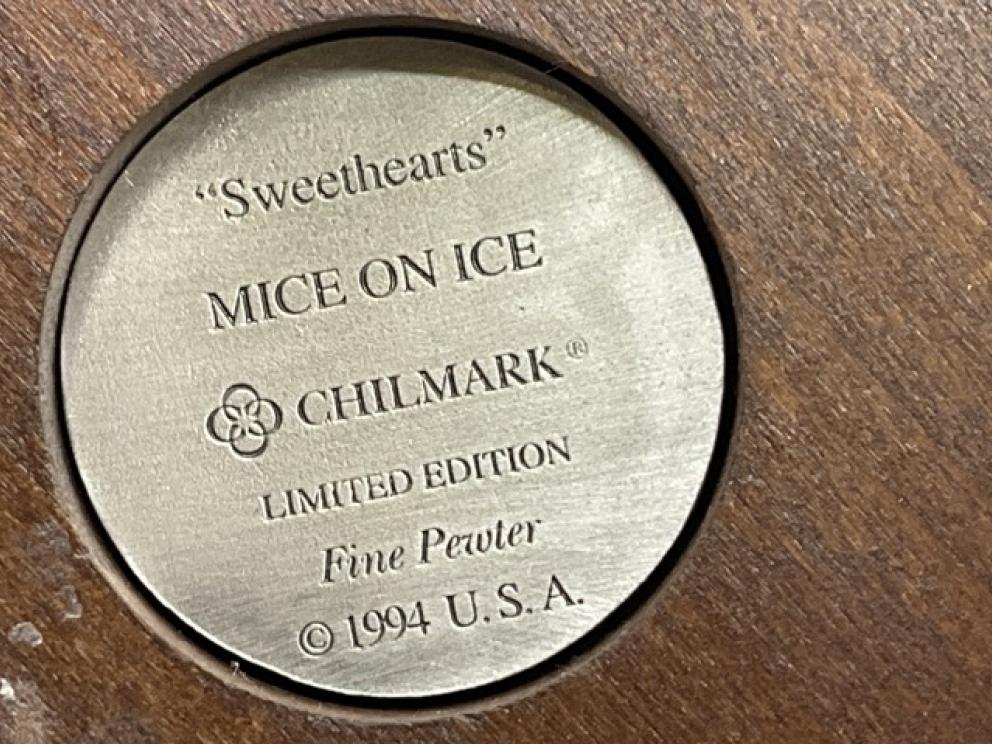 “Sweethearts”
MICE ON ICE
CHILMARK®
LIMITED EDITION
Fine Pewter
© 1994 U.S.A.